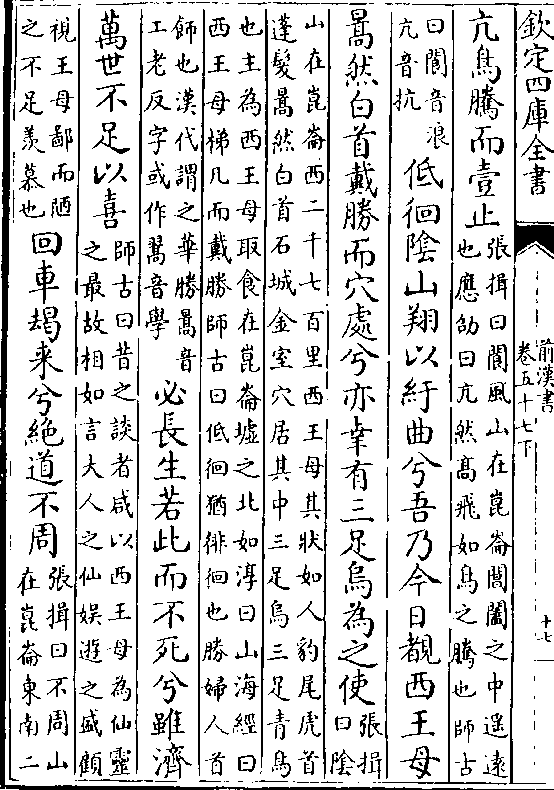 欽定四庫全書
前漢書
卷五十七下
十七
亢鳥騰而壹止
張揖曰閬風山在崑崙閶闔之中遥遠
也應劭曰亢然髙飛如鳥之騰也師古
曰閬音浪
亢音抗
低徊陰山翔以紆曲兮吾乃今日覩西王母
暠然白首戴勝而穴處兮亦幸有三足烏為之使
張揖
曰陰
山在崑崙西二千七百里西王母其狀如人豹尾虎首
蓬髮暠然白首石城金室穴居其中三足烏三足青鳥
也主為西王母取食在崑崙墟之北如淳曰山海經曰
西王母梯几而戴勝師古曰低徊猶徘徊也勝婦人首
師也漢代謂之華勝暠音
工老反字或作翯音學
必長生若此而不死兮雖濟
萬世不足以喜
師古曰昔之談者咸以西王母為仙靈
之最故相如言大人之仙娯遊之盛顧
視王母鄙而陋
之不足羡慕也
回車朅来兮絶道不周
張揖曰不周山
在崑崙東南二